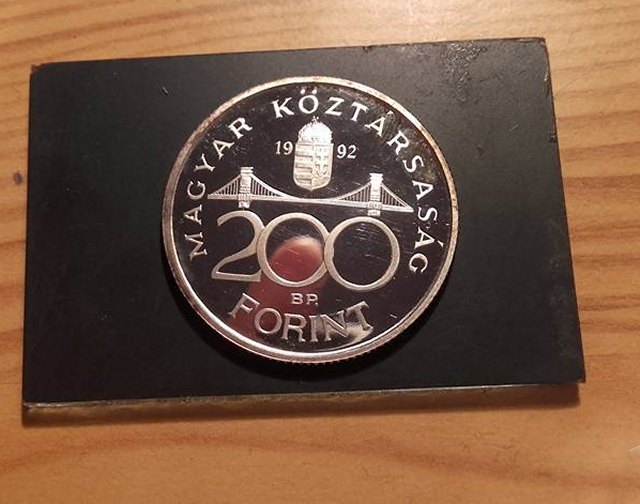 MAGYAR KÖZTÁRSASÁG
19 92
200
BP.
FORINT